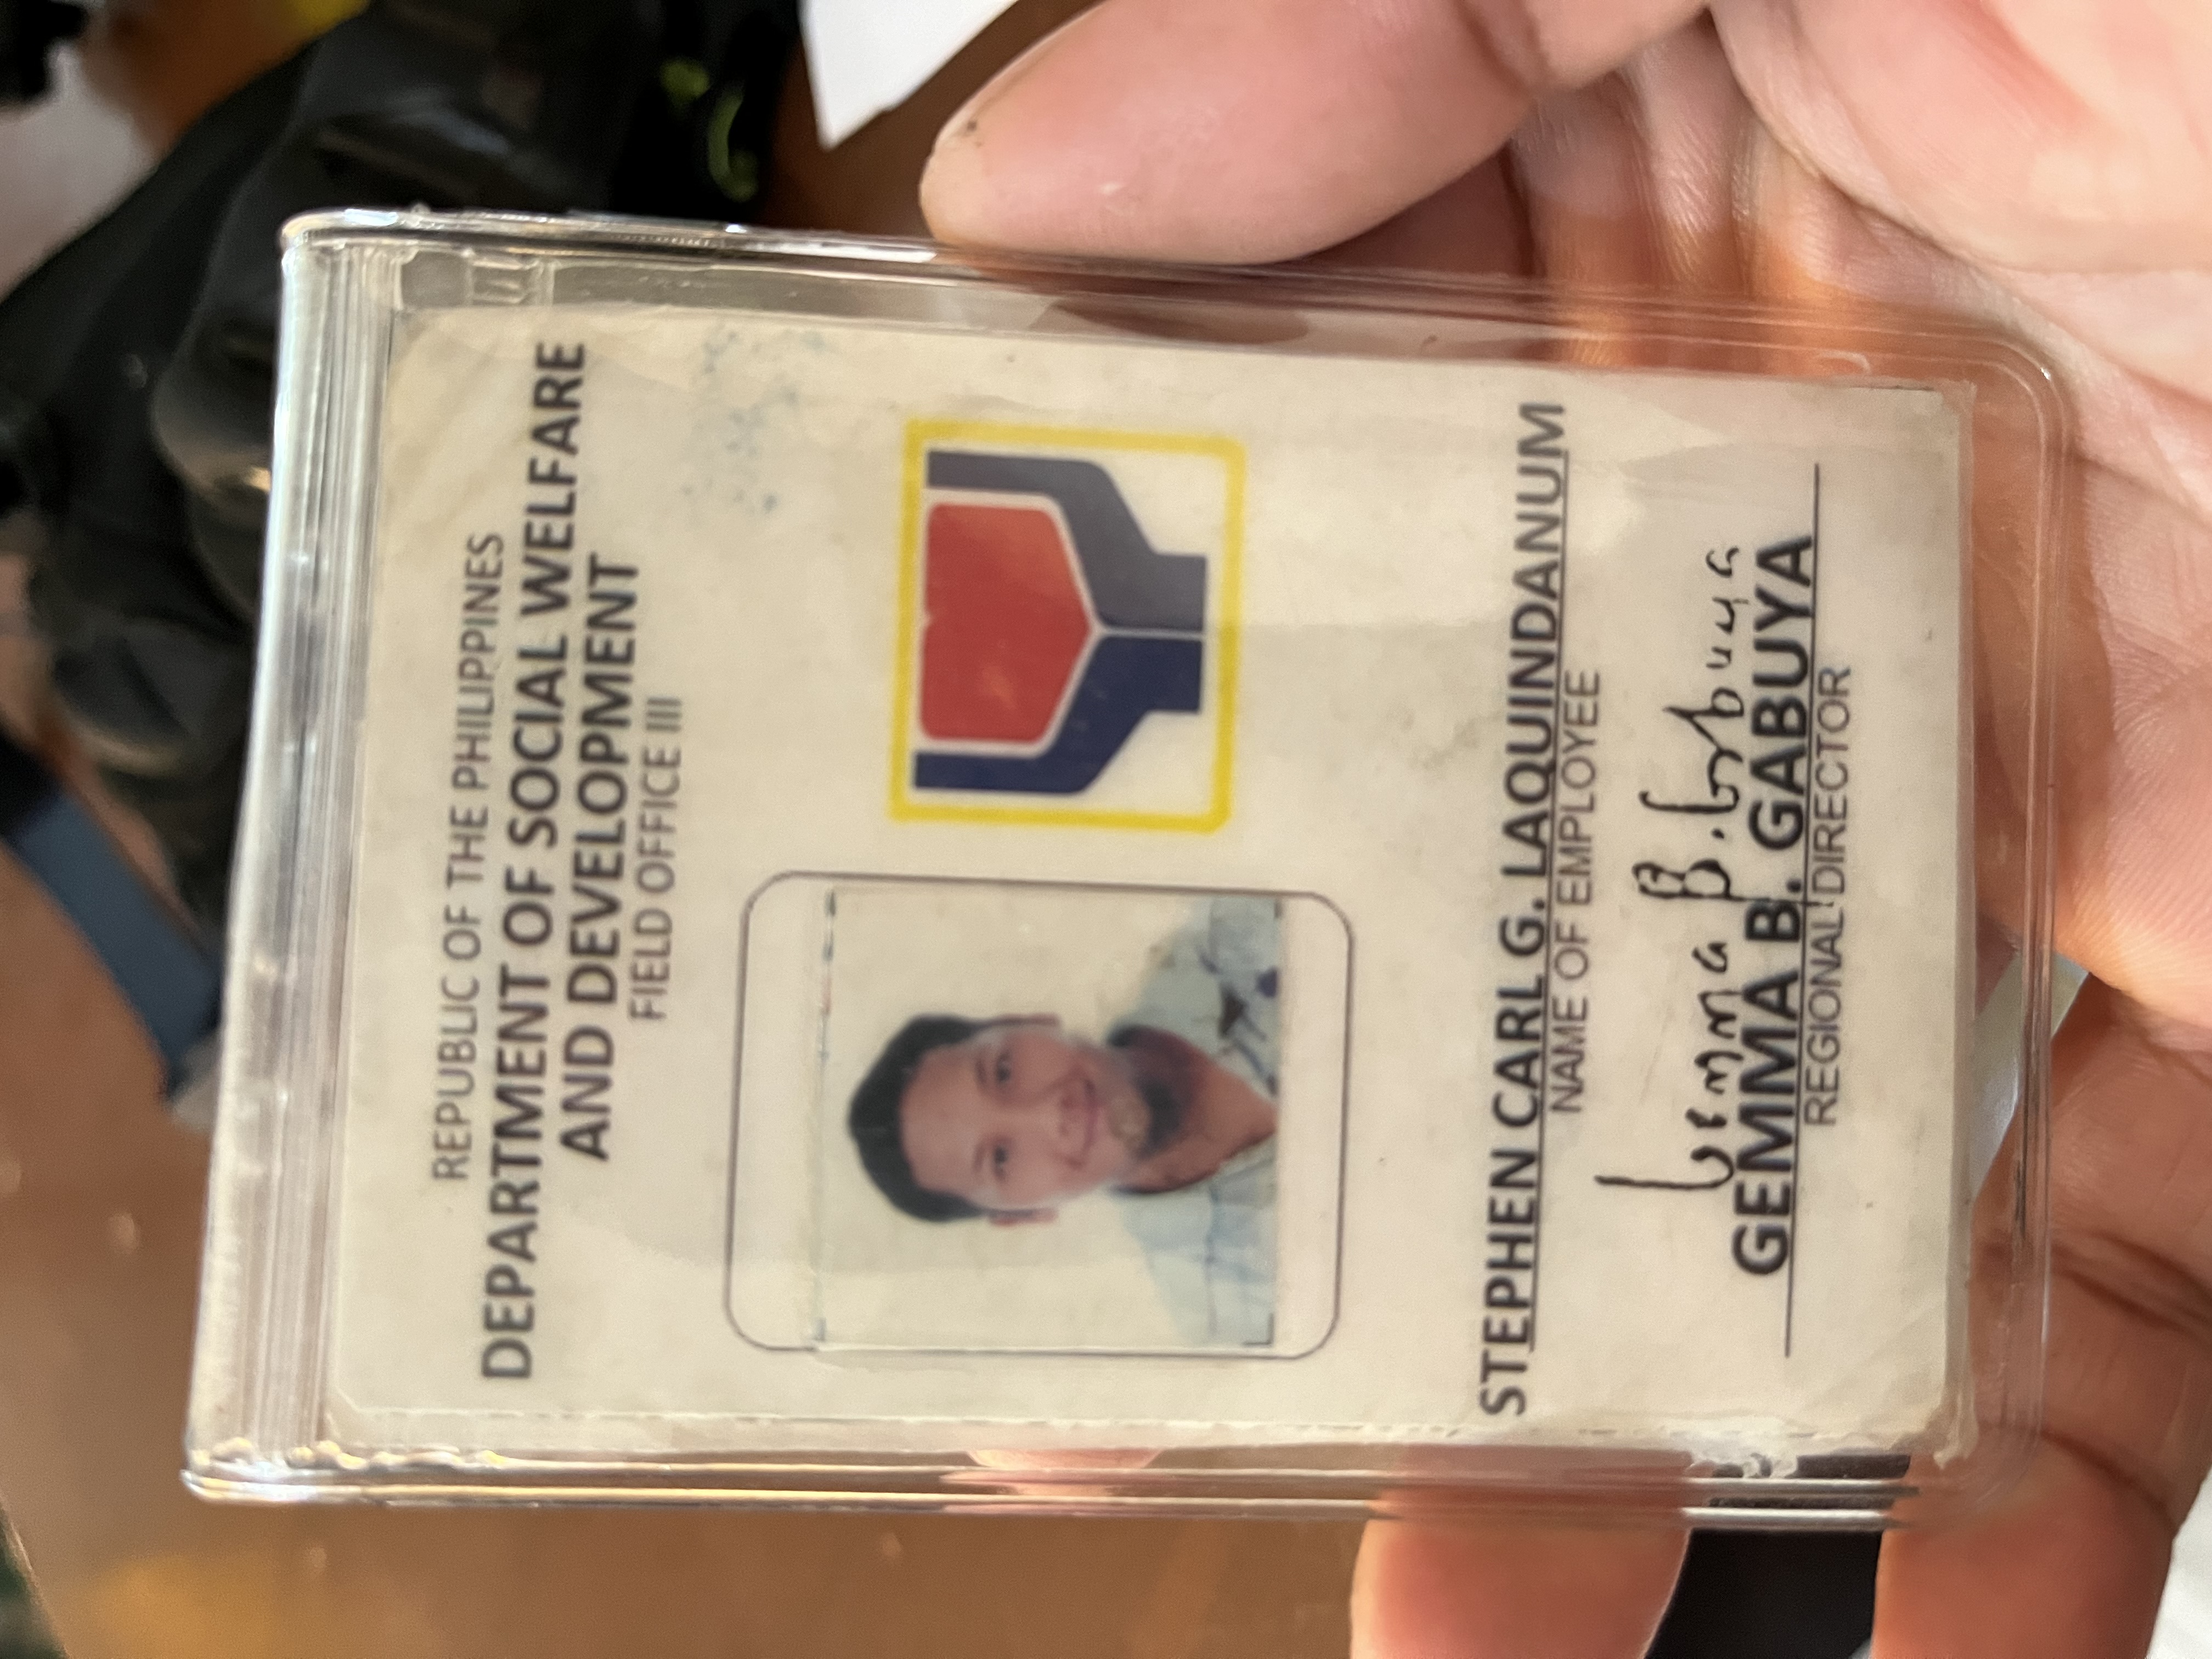 REPUBLIC OF THE PHILIPPINES
DEPARTMENT OF SOCIAL WELFARE
AND DEVELOPMENT
FIELD OFFICE III
STEPHEN CARL G. LAQUINDANUM
NAME OF EMPLOYEE
Gemma B. Gabuya
GEMMA B. GABUYA
REGIONAL DIRECTOR